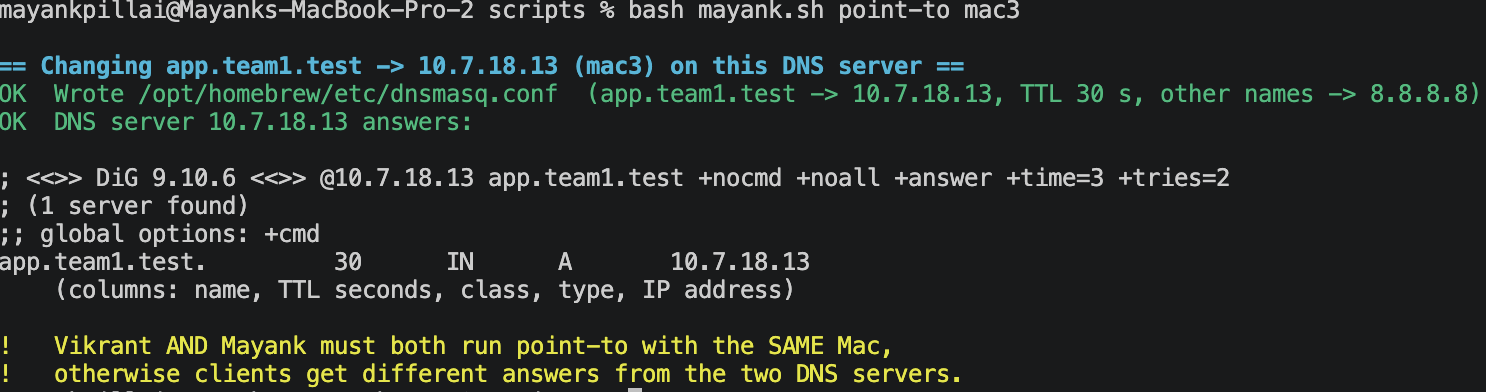 mayankpillai@Mayanks-MacBook-Pro-2 scripts % bash mayank.sh point-to mac3
== Changing app.team1.test -> 10.7.18.13 (mac3) on this DNS server ==
OK  Wrote /opt/homebrew/etc/dnsmasq.conf  (app.team1.test -> 10.7.18.13, TTL 30 s, other names -> 8.8.8.8)
OK  DNS server 10.7.18.13 answers:
; <<>> DiG 9.10.6 <<>> @10.7.18.13 app.team1.test +nocmd +noall +answer +time=3 +tries=2
; (1 server found)
;; global options: +cmd
app.team1.test.         30      IN      A       10.7.18.13
    (columns: name, TTL seconds, class, type, IP address)
!   Vikrant AND Mayank must both run point-to with the SAME Mac,
!   otherwise clients get different answers from the two DNS servers.